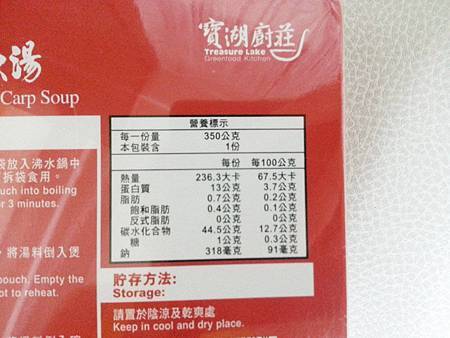 寶湖廚莊
Treasure Lake
Greenfood Kitchen
湯
Carp Soup
營養標示
每一份量 350公克
本包裝含 1份
每份 每100公克
熱量 236.3大卡 67.5大卡
蛋白質 13公克 3.7公克
脂肪 0.7公克 0.2公克
飽和脂肪 0.4公克 0.1公克
反式脂肪 0公克 0公克
碳水化合物 44.5公克 12.7公克
糖 1公克 0.3公克
鈉 318毫克 91毫克
袋放入沸水鍋中
拆袋食用。
ouch into boiling
r 3 minutes.
，將湯料倒入煲
pouch. Empty the
ot to reheat.
貯存方法:
Storage:
請置於陰涼及乾爽處
Keep in cool and dry place.